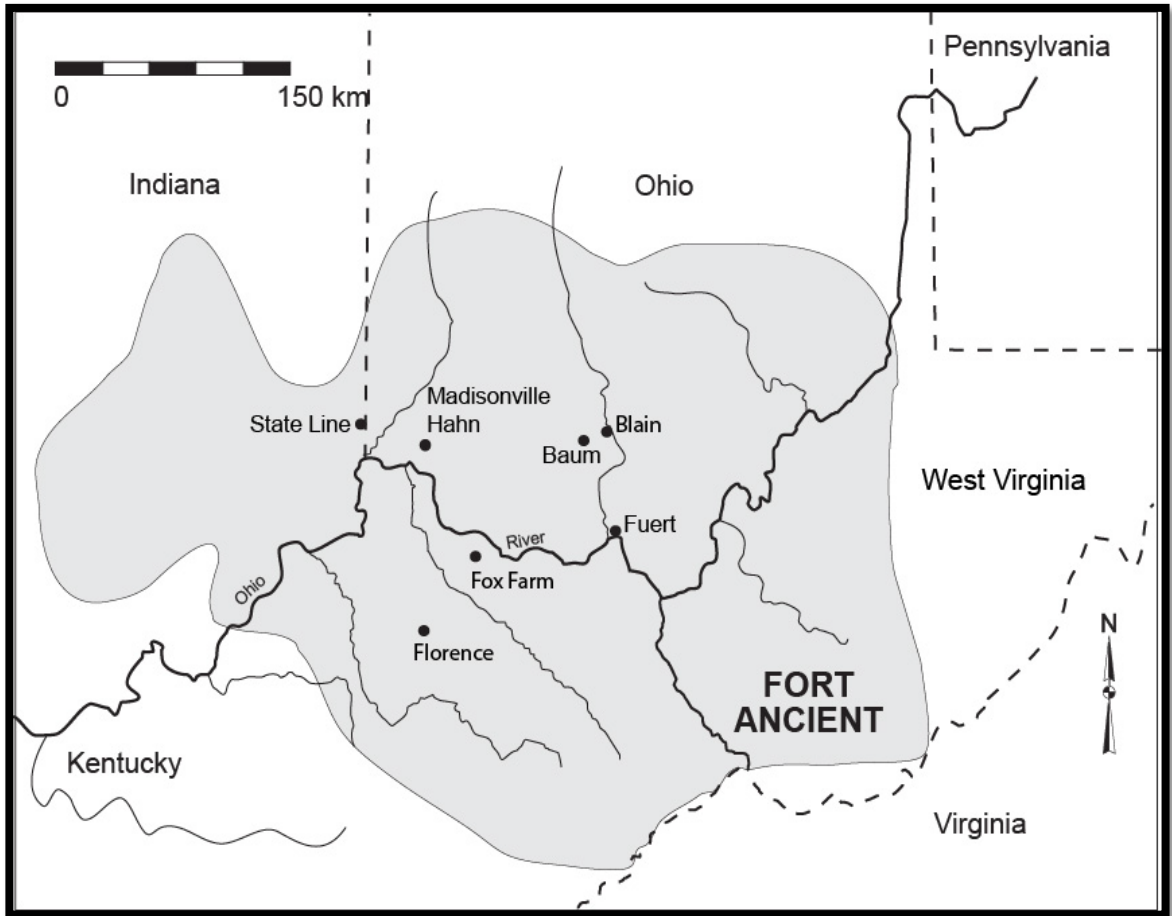 Pennsylvania
0 150 km
Indiana
Ohio
Madisonville
Hahn
State Line
Blain
Baum
West Virginia
Fuert
River
Fox Farm
Ohio
Florence
N
FORT
ANCIENT
Kentucky
Virginia